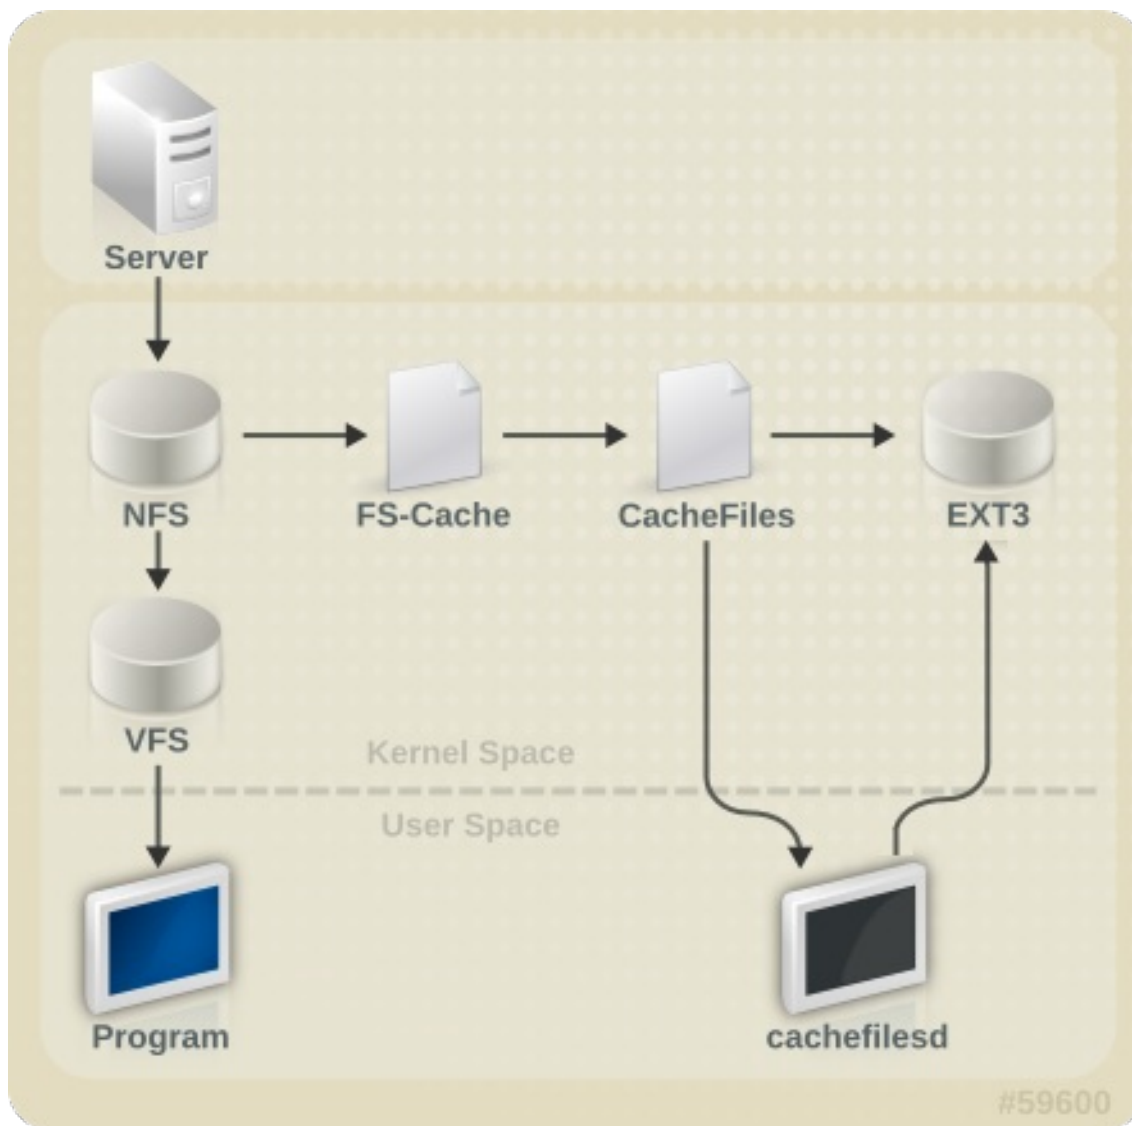 Server
NFS
FS-Cache
CacheFiles
EXT3
VFS
Kernel Space
User Space
Program
cachefilesd
#59600